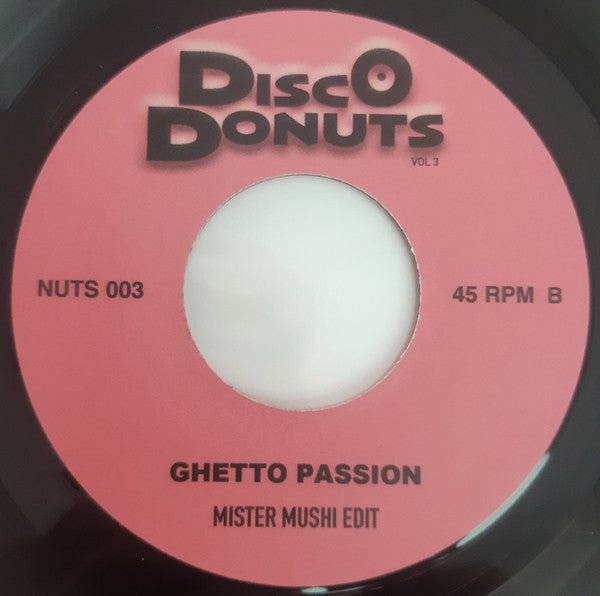 DISCO
DONUTS
VOL 3
NUTS 003
45 RPM B
GHETTO PASSION
MISTER MUSHI EDIT